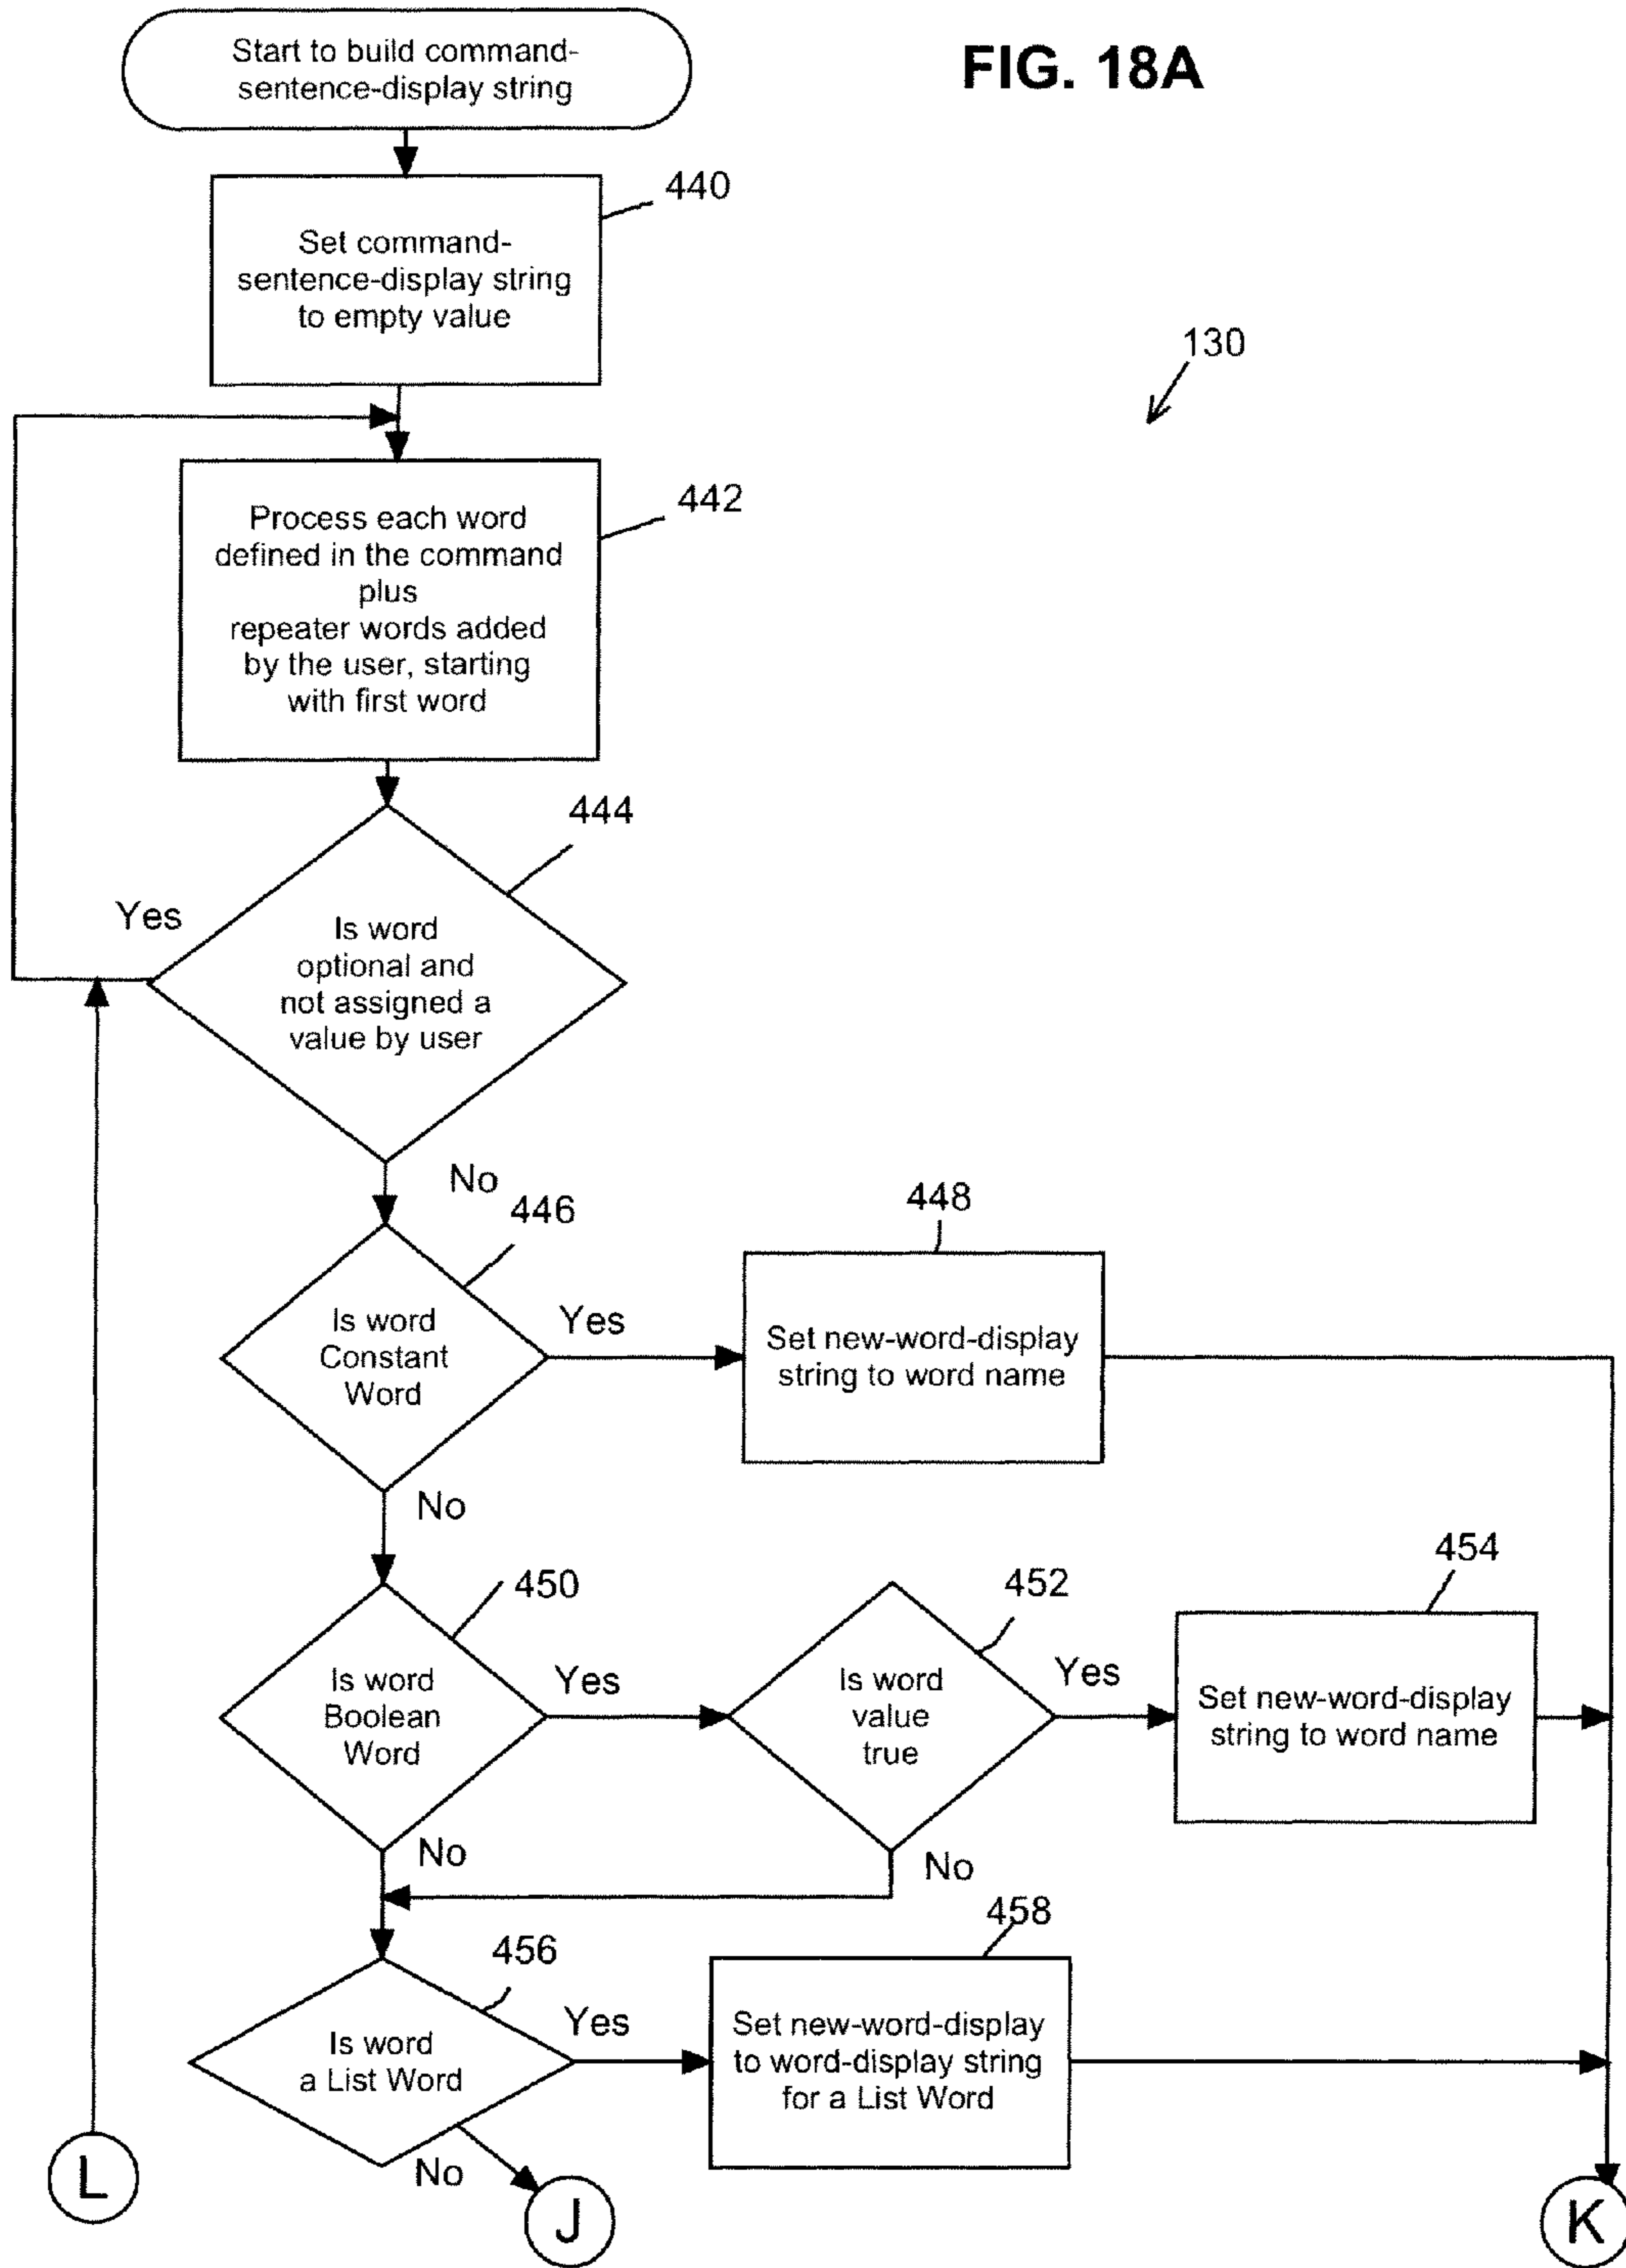 Start to build command-
sentence-display string
FIG. 18A
440
Set command-
sentence-display string
to empty value
130
442
Process each word
defined in the command
plus
repeater words added
by the user, starting
with first word
444
Yes
Is word
optional and
not assigned a
value by user
No
446
448
Is word
Constant
Word
Yes
Set new-word-display
string to word name
No
450
452
454
Is word
Boolean
Word
Yes
Is word
value
true
Yes
Set new-word-display
string to word name
No
No
456
458
Is word
a List Word
Yes
Set new-word-display
to word-display string
for a List Word
No
L
J
K